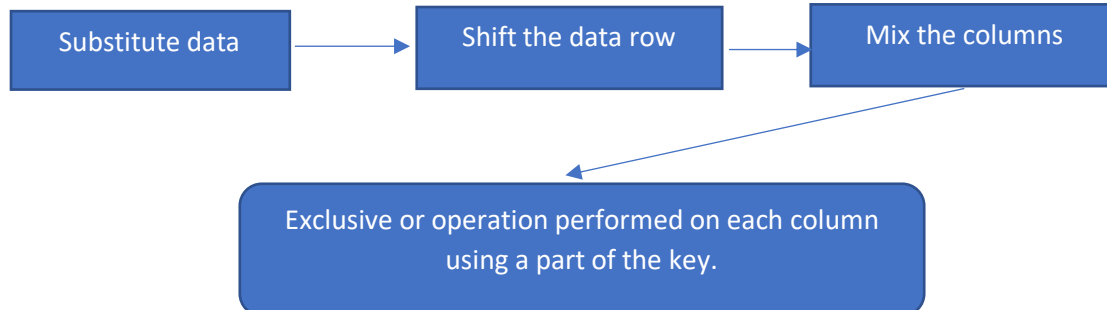 Substitute data
Shift the data row
Mix the columns
Exclusive or operation performed on each column
using a part of the key.